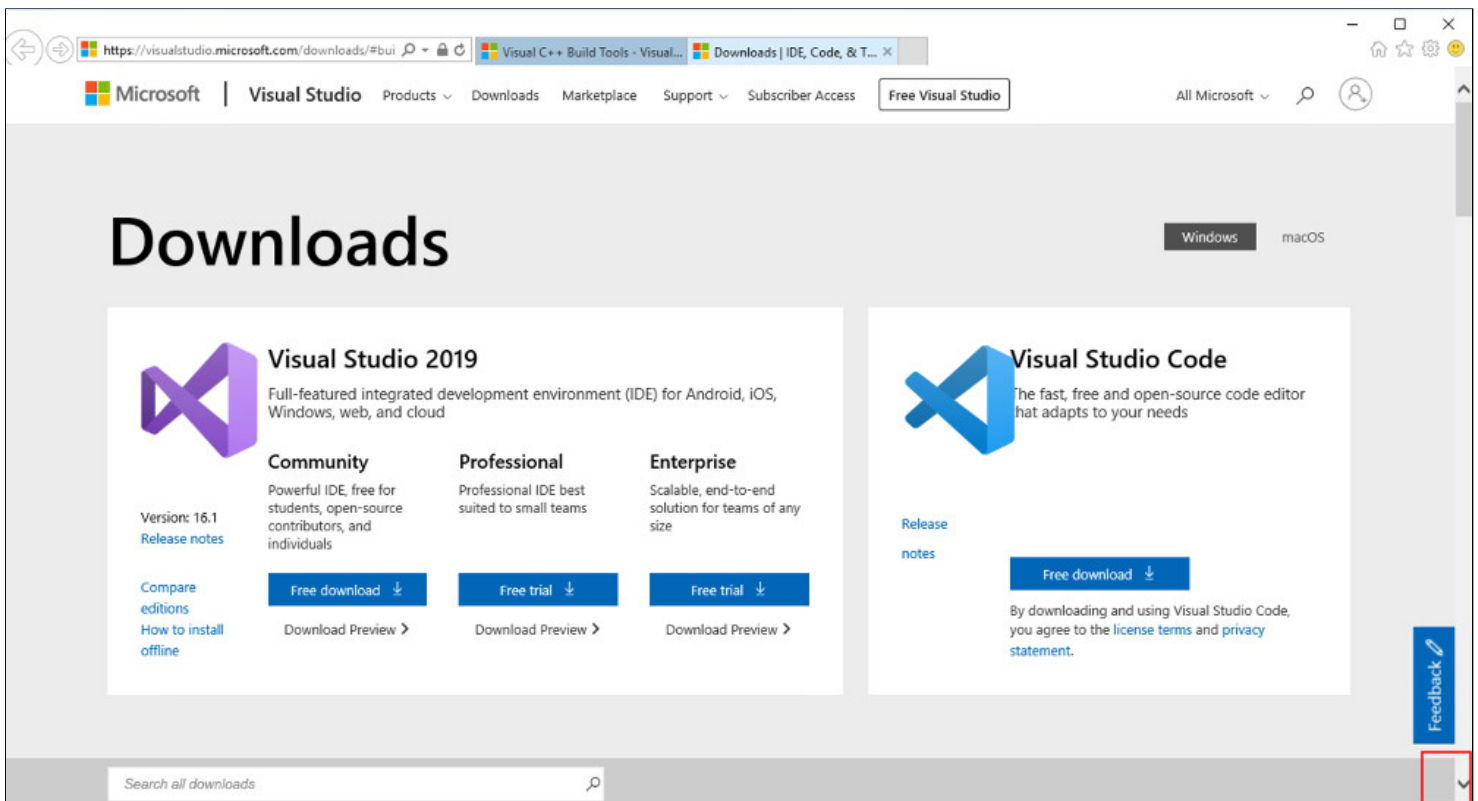 https://visualstudio.microsoft.com/downloads/#bui
Visual C++ Build Tools - Visual...
Downloads | IDE, Code, & T...
Microsoft | Visual Studio Products Downloads Marketplace Support Subscriber Access Free Visual Studio All Microsoft
Downloads
Windows macOS
Visual Studio 2019
Full-featured integrated development environment (IDE) for Android, iOS,
Windows, web, and cloud
Version: 16.1
Release notes
Compare
editions
How to install
offline
Community
Powerful IDE, free for
students, open-source
contributors, and
individuals
Free download
Download Preview
Professional
Professional IDE best
suited to small teams
Free trial
Download Preview
Enterprise
Scalable, end-to-end
solution for teams of any
size
Free trial
Download Preview
Visual Studio Code
The fast, free and open-source code editor
that adapts to your needs
Release
notes
Free download
By downloading and using Visual Studio Code,
you agree to the license terms and privacy
statement.
Feedback
Search all downloads